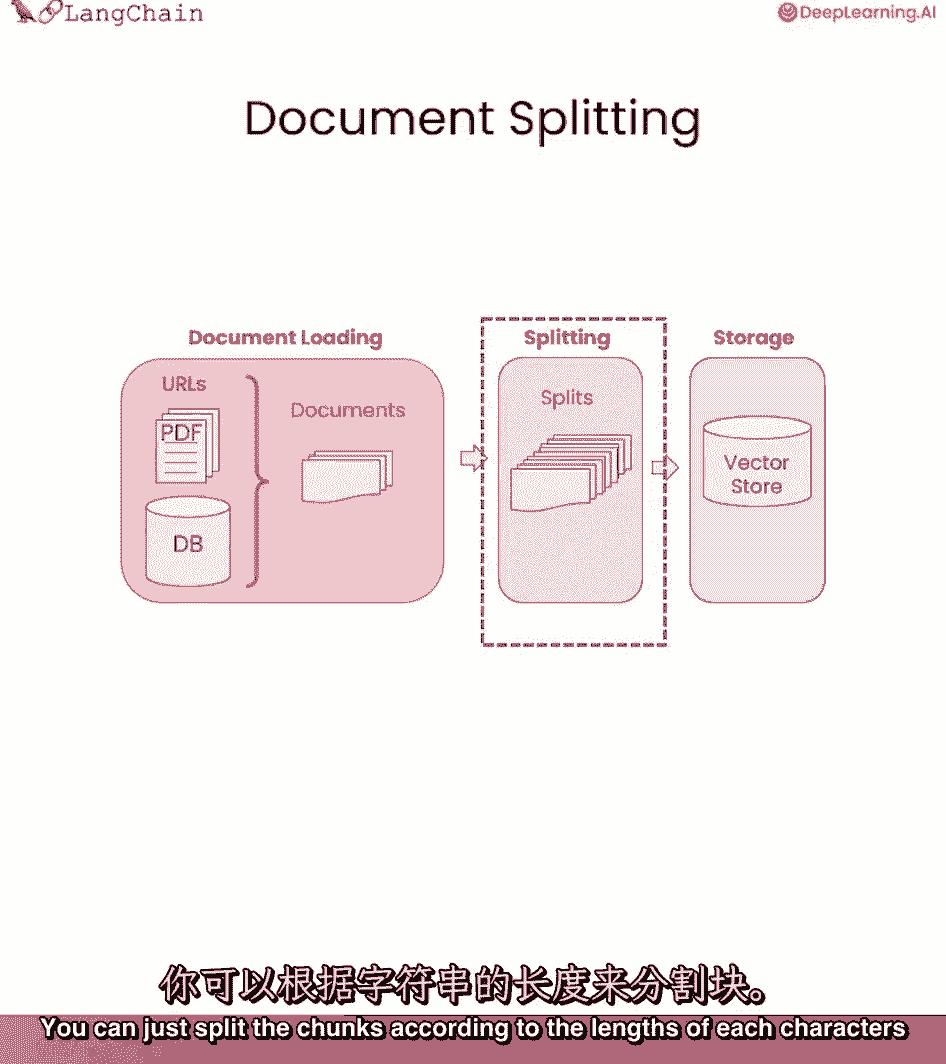 LangChain
DeepLearning.AI
Document Splitting
Document Loading
URLs
PDF
DB
Documents
Splitting
Splits
Storage
Vector
Store
你可以根据字符串的长度来分割块。
You can just split the chunks according to the lengths of each characters